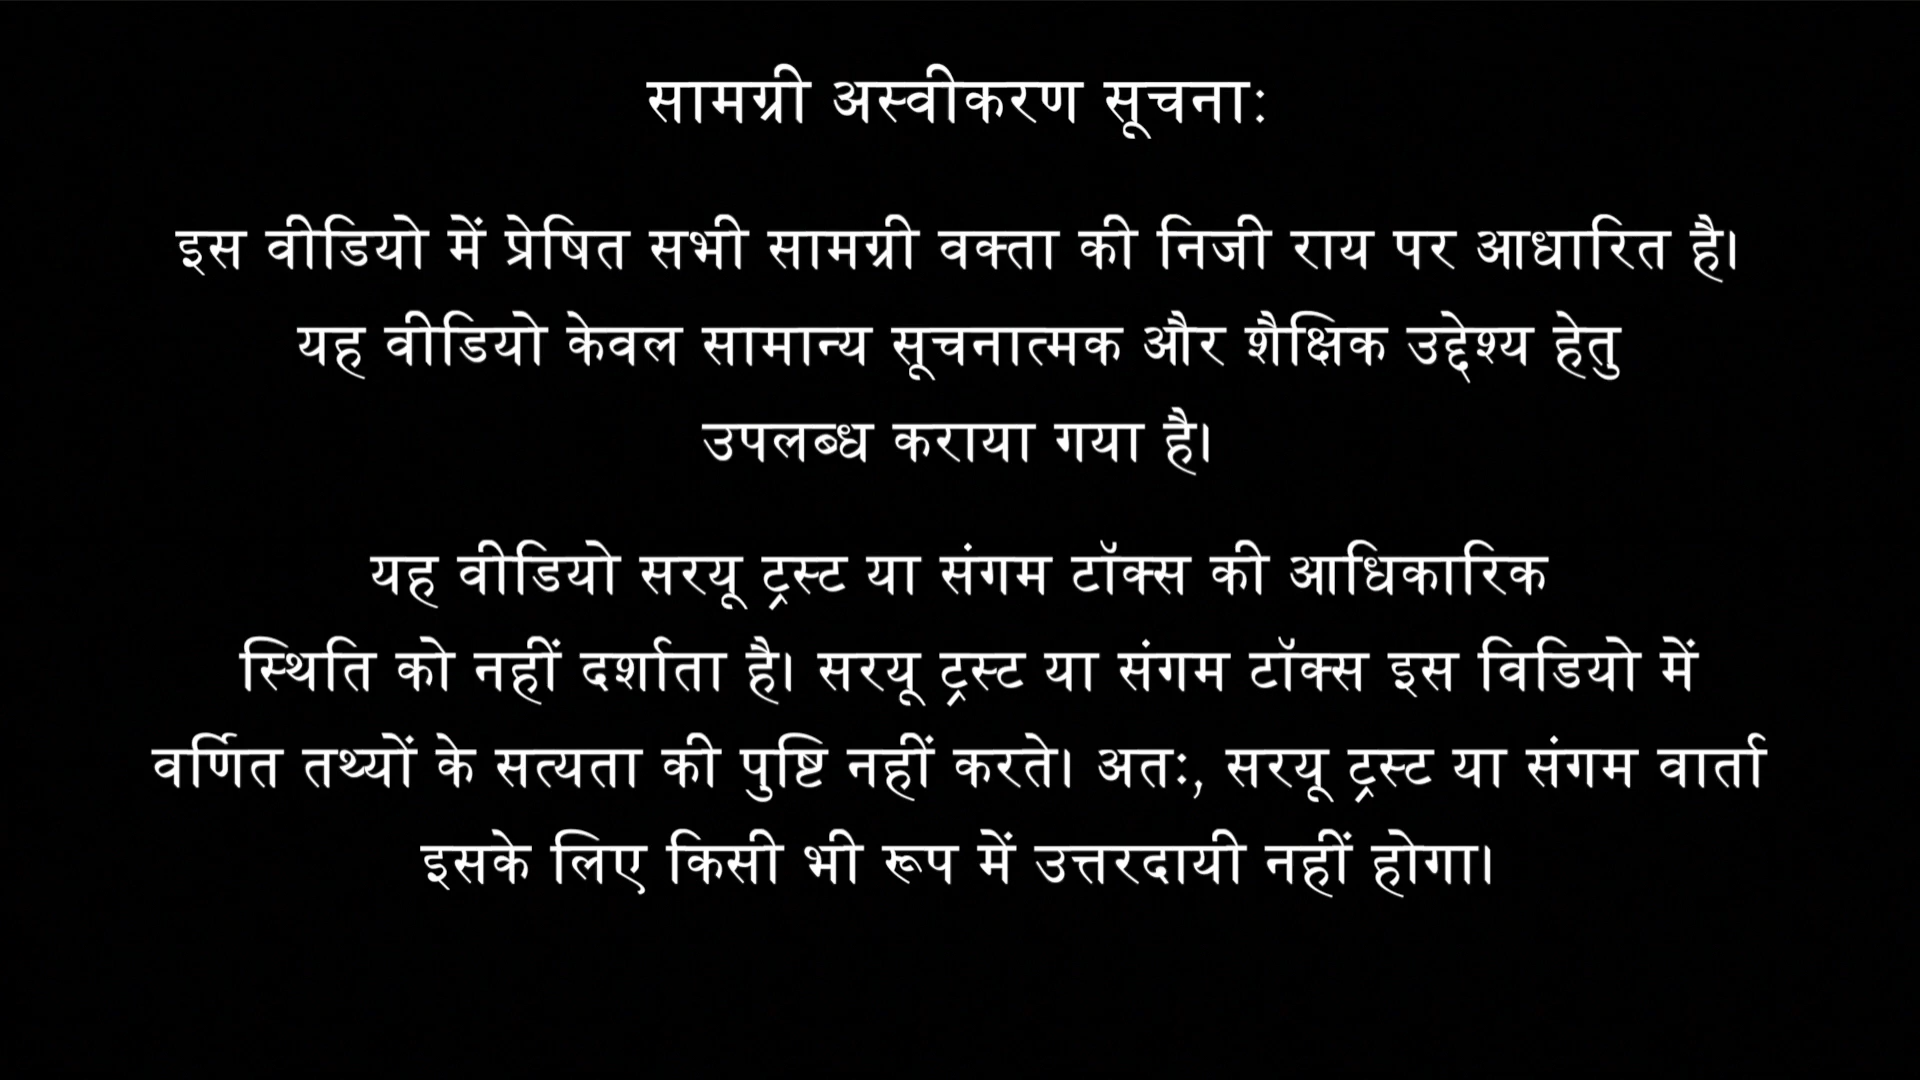 सामग्री अस्वीकरण सूचनाः
इस वीडियो में प्रेषित सभी सामग्री वक्ता की निजी राय पर आधारित है।
यह वीडियो केवल सामान्य सूचनात्मक और शैक्षिक उद्देश्य हेतु
उपलब्ध कराया गया है।
यह वीडियो सरयू ट्रस्ट या संगम टॉक्स की आधिकारिक
स्थिति को नहीं दर्शाता है। सरयू ट्रस्ट या संगम टॉक्स इस विडियो में
वर्णित तथ्यों के सत्यता की पुष्टि नहीं करते। अतः, सरयू ट्रस्ट या संगम वार्ता
इसके लिए किसी भी रूप में उत्तरदायी नहीं होगा।